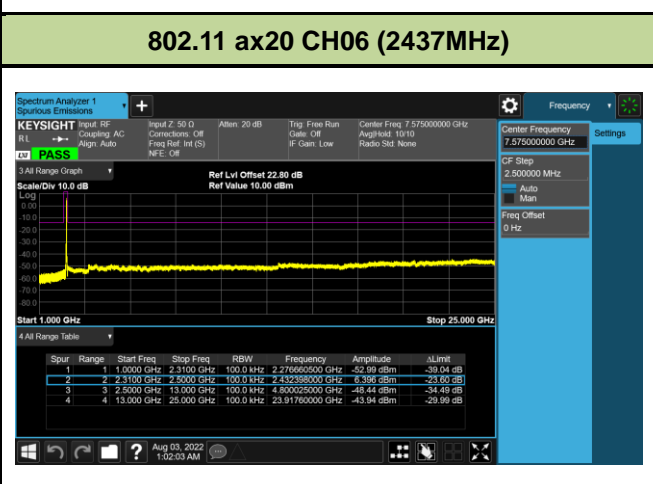 802.11 ax20 CH06 (2437MHz)
Spectrum Analyzer 1
Spurious Emissions
Frequency
KEYSIGHT Input: RF Input Z: 50 Ω Atten: 20 dB Trig: Free Run Center Freq: 7.575000000 GHz
R L Coupling: AC Corrections: Off Gate: Off Avg|Hold: 10/10
Align: Auto Freq Ref: Int (S) IF Gain: Low Radio Std: None
LXI PASS NFE: Off
Center Frequency
7.575000000 GHz
Settings
CF Step
2.500000 MHz
Auto
Man
Freq Offset
0 Hz
3 All Range Graph
Ref Lvl Offset 22.80 dB
Scale/Div 10.0 dB Ref Value 10.00 dBm
Log
0.00
-10.0
-20.0
-30.0
-40.0
-50.0
-60.0
-70.0
-80.0
Start 1.000 GHz Stop 25.000 GHz
4 All Range Table
Spur Range Start Freq Stop Freq RBW Frequency Amplitude ΔLimit
1 1 1.0000 GHz 2.3100 GHz 100.0 kHz 2.276660500 GHz -52.99 dBm -39.04 dB
2 2 2.3100 GHz 2.5000 GHz 100.0 kHz 2.432398000 GHz 6.396 dBm -23.60 dB
3 3 2.5000 GHz 13.000 GHz 100.0 kHz 4.800025000 GHz -48.44 dBm -34.49 dB
4 4 13.000 GHz 25.000 GHz 100.0 kHz 23.91760000 GHz -43.94 dBm -29.99 dB
Aug 03, 2022
1:02:03 AM